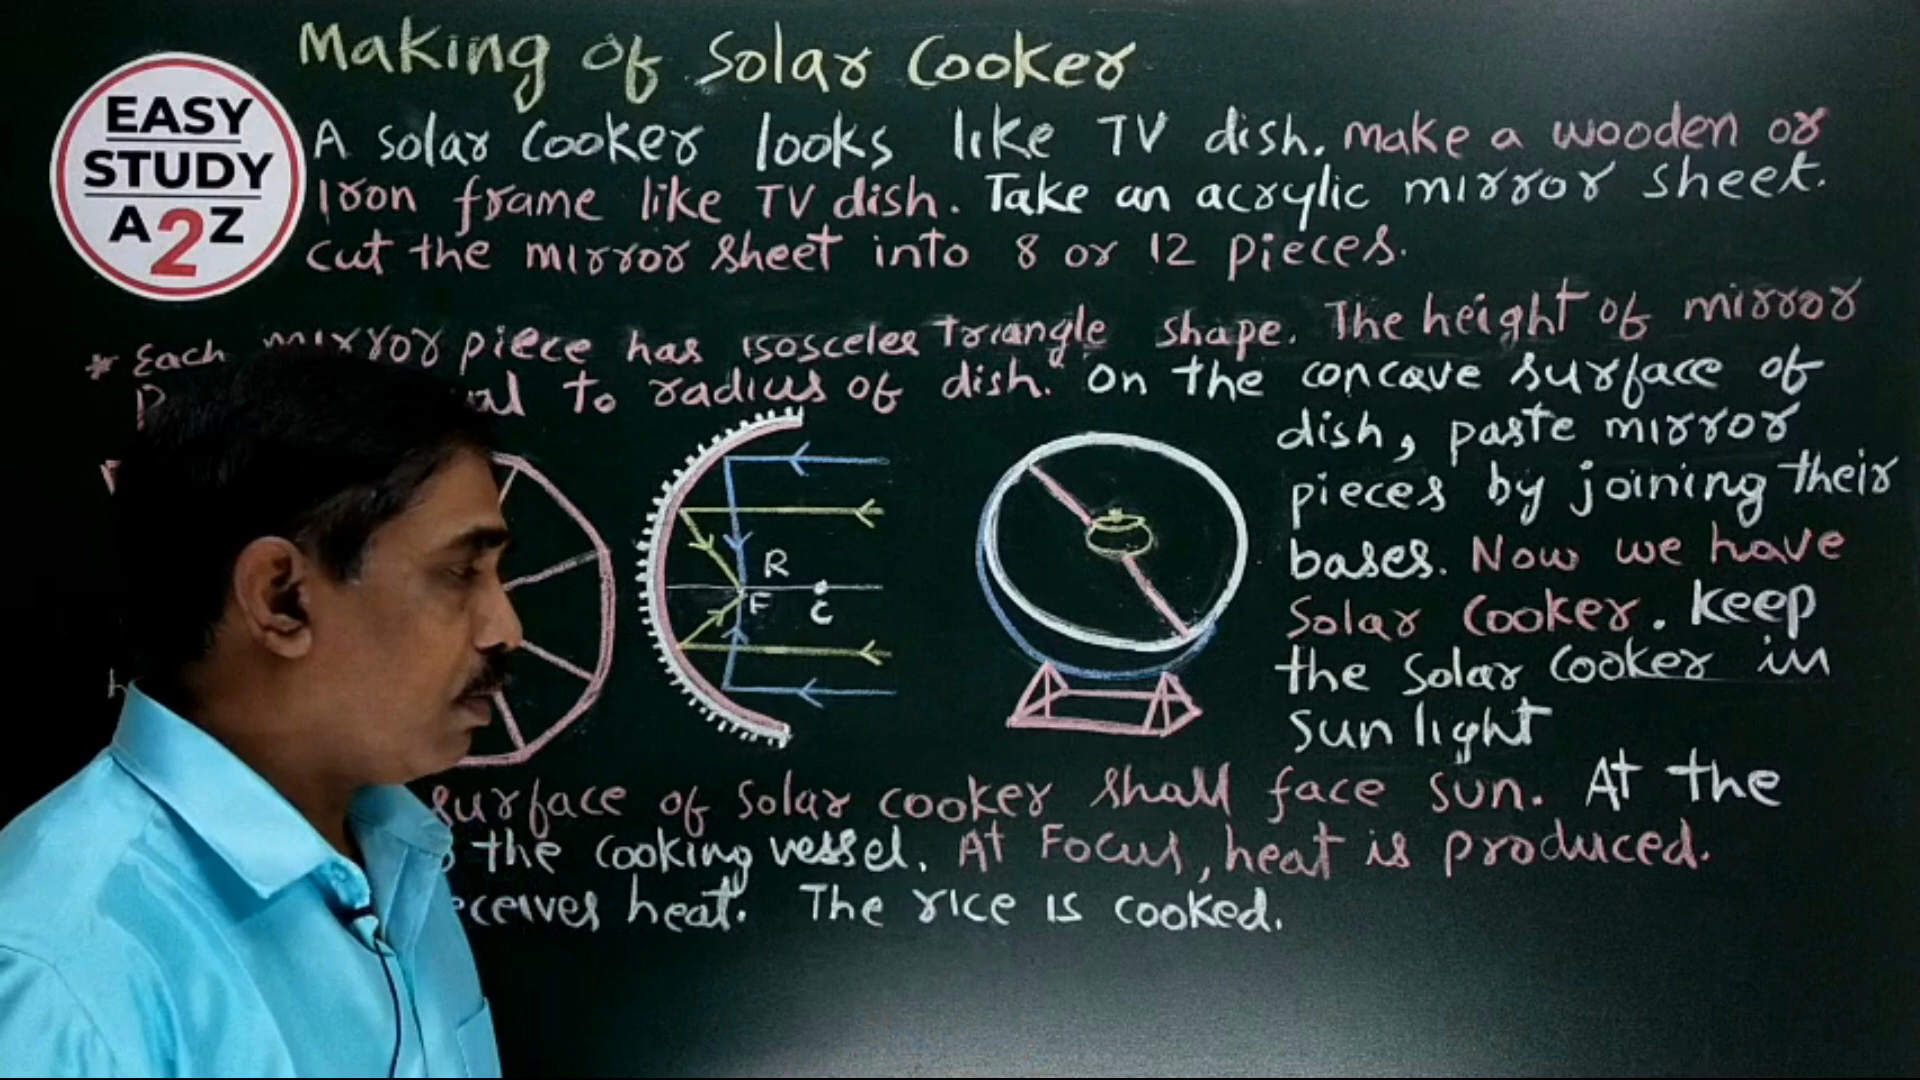 Making of Solar Cooker
EASY
STUDY
A2Z
A solar cooker looks like TV dish. make a wooden or
Iron frame like TV dish. Take an acrylic mirror sheet.
Cut the mirror sheet into 8 or 12 pieces.
* Each mirror piece has isosceles Triangle shape. The height of mirror
to radius of dish. On the concave surface of
dish, paste mirror
pieces by joining their
bases. Now we have
Solar Cooker. Keep
the Solar Cooker in
sun light
R
F
C
surface of Solar cooker shall face sun. At the
the cooking vessel. At Focus, heat is produced.
heat. The rice is cooked.